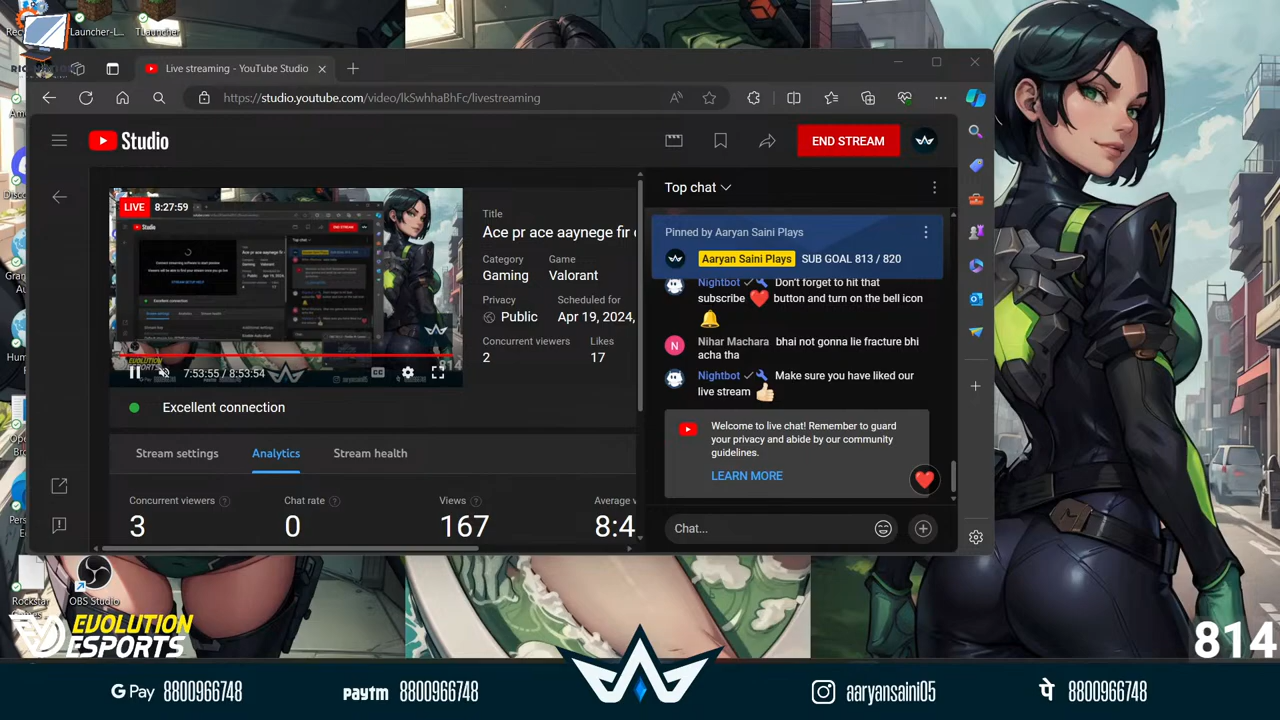 Launcher-L...
TLauncher
Live streaming - YouTube Studio
https://studio.youtube.com/video/lkSwhhaBhFc/livestreaming
Studio
END STREAM
LIVE 8:27:59
7:53:55 / 8:53:54
Title
Ace pr ace aaynege fir
Category
Game
Gaming
Valorant
Privacy
Scheduled for
Public
Apr 19, 2024,
Concurrent viewers
Likes
2
17
Excellent connection
Stream settings
Analytics
Stream health
Concurrent viewers
Chat rate
Views
Average
3
0
167
8:4
Top chat
Pinned by Aaryan Saini Plays
Aaryan Saini Plays SUB GOAL 813 / 820
Nightbot Don't forget to hit that
subscribe ❤️ button and turn on the bell icon
🔔
Nihar Machara bhai not gonna lie fracture bhi
acha tha
Nightbot Make sure you have liked our
live stream 👍🏻
Welcome to live chat! Remember to guard
your privacy and abide by our community
guidelines.
LEARN MORE
Chat...
OBS Studio
Rockstar
EVOLUTION
ESPORTS
814
G Pay 8800966748
paytm 8800966748
aaryansaini05
पे 8800966748